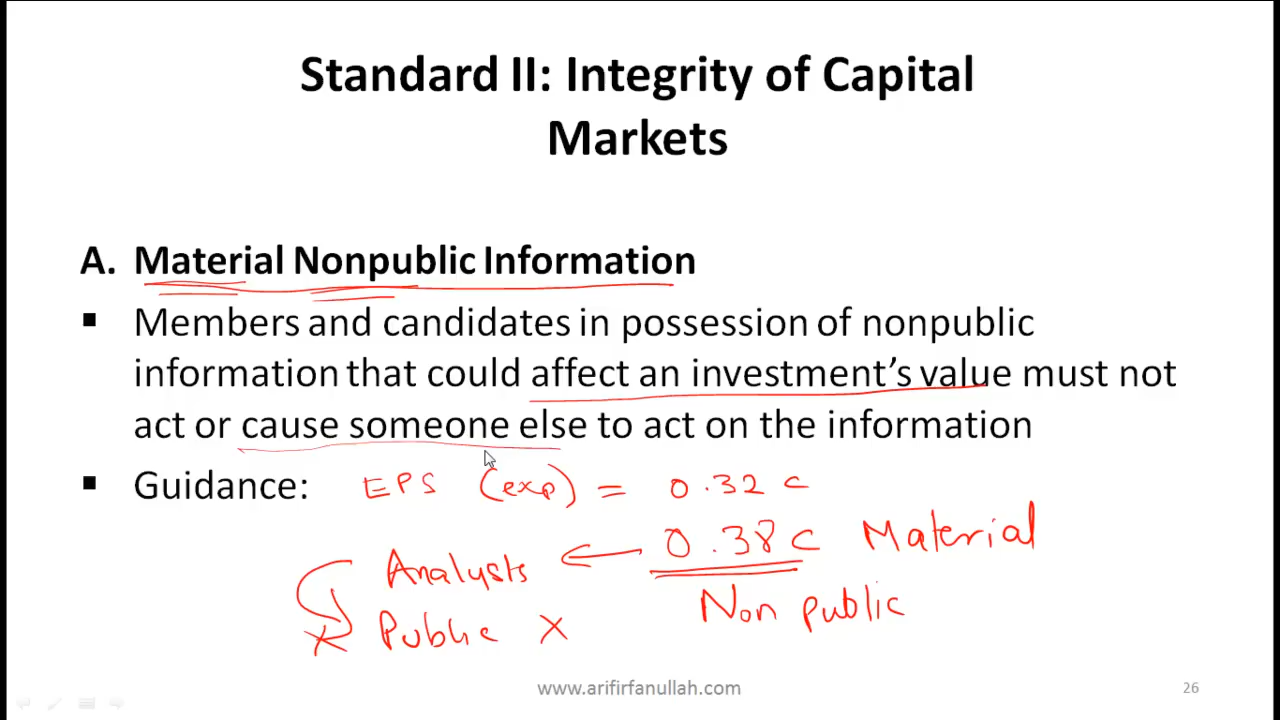 Standard II: Integrity of Capital
Markets
A. Material Nonpublic Information
▪ Members and candidates in possession of nonpublic
information that could affect an investment’s value must not
act or cause someone else to act on the information
▪ Guidance: EPS (exp) = 0.32 c
Analysts ← 0.38 c Material
Public X Non public
www.arifirfanullah.com 26